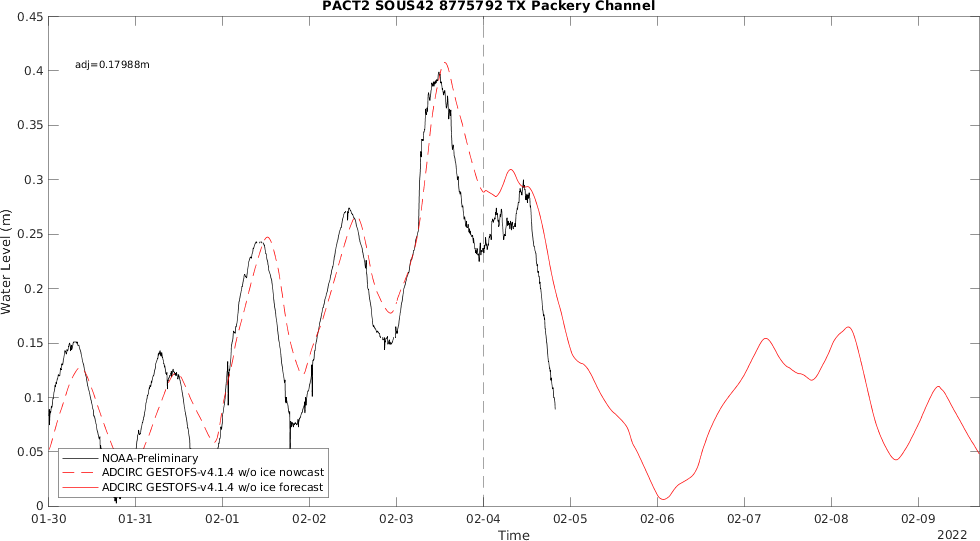 PACT2 SOUS42 8775792 TX Packery Channel
adj=0.17988m
0.45
0.4
0.35
0.3
0.25
0.2
0.15
0.1
0.05
0
Water Level (m)
NOAA-Preliminary
ADCIRC GESTOFS-v4.1.4 w/o ice nowcast
ADCIRC GESTOFS-v4.1.4 w/o ice forecast
01-30 01-31 02-01 02-02 02-03 02-04 02-05 02-06 02-07 02-08 02-09
Time
2022